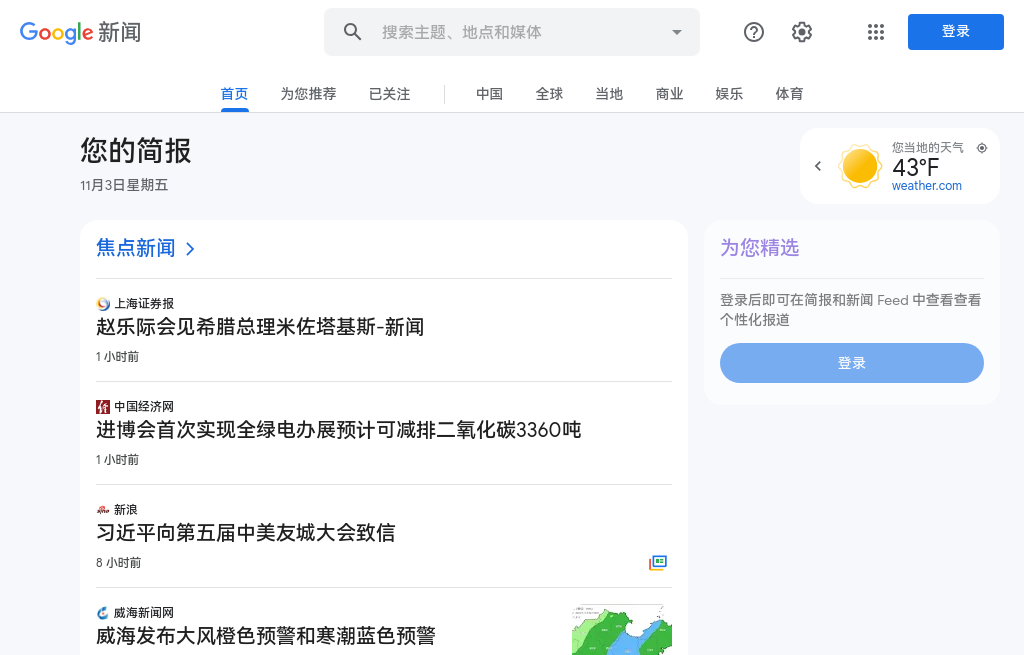 Google 新闻
搜索主题、地点和媒体
登录
首页
为您推荐
已关注
中国
全球
当地
商业
娱乐
体育
您的简报
11月3日星期五
您当地的天气
43°F
weather.com
焦点新闻
上海证券报
赵乐际会见希腊总理米佐塔基斯-新闻
1 小时前
中国经济网
进博会首次实现全绿电办展预计可减排二氧化碳3360吨
1 小时前
新浪
习近平向第五届中美友城大会致信
8 小时前
威海新闻网
威海发布大风橙色预警和寒潮蓝色预警
为您精选
登录后即可在简报和新闻 Feed 中查看查看
个性化报道
登录